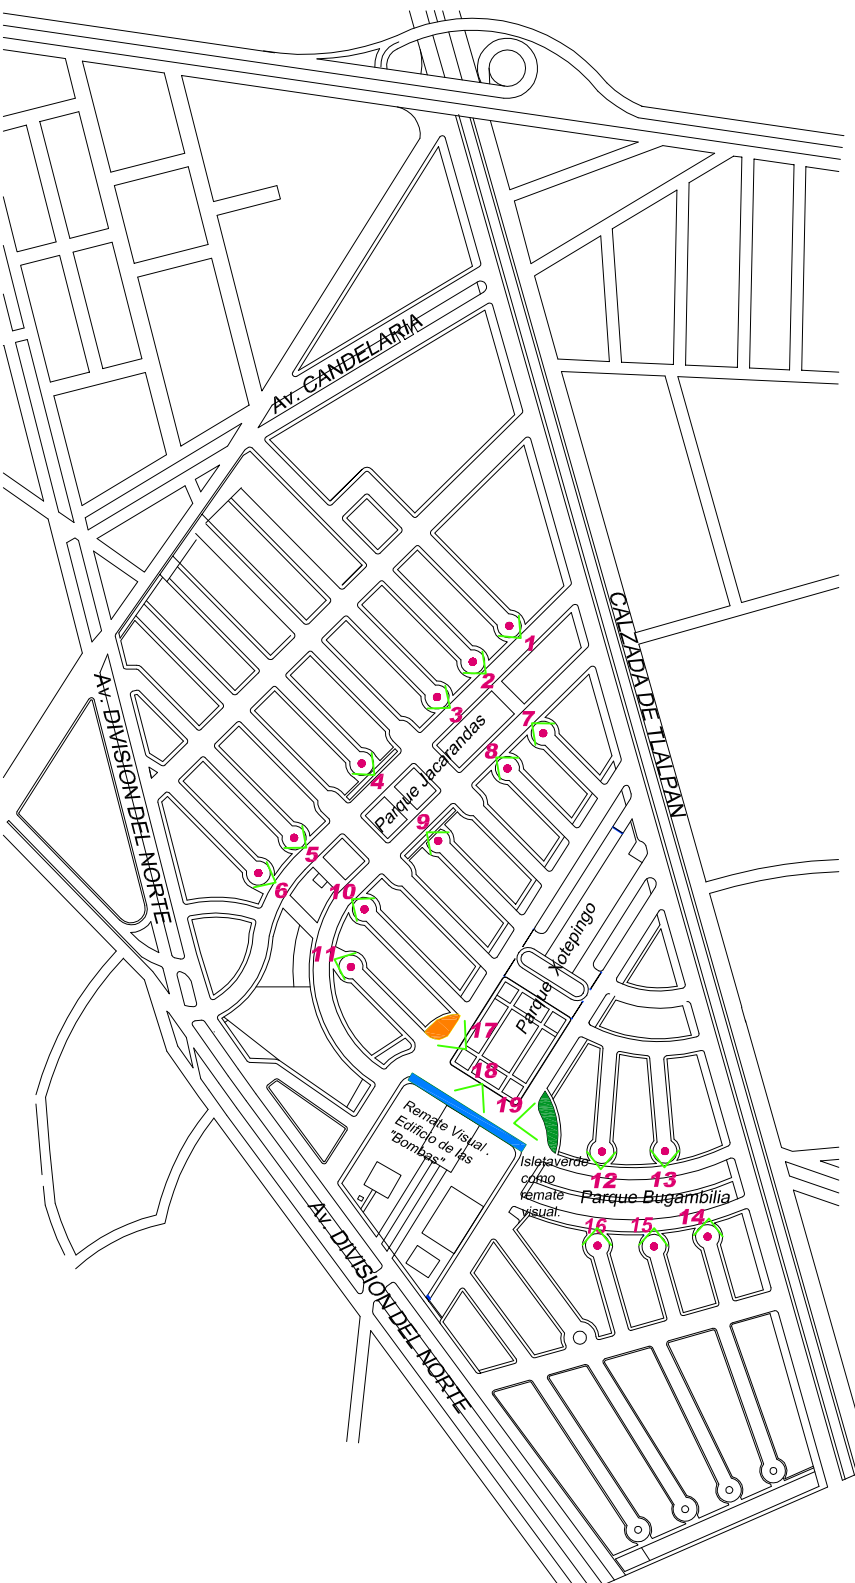 Av. CANDELARIA
CALZADA DE TLALPAN
1
2
3
Av. DIVISION DEL NORTE
7
8
Parque Jacarandas
4
9
5
6
10
11
Parque Xotepingo
17
18
19
Remate Visual .
Edificio de las
"Bombas"
Isletaverde
como
remate
visual.
12
13
Parque Bugambilia
16
15
14
Av. DIVISION DEL NORTE